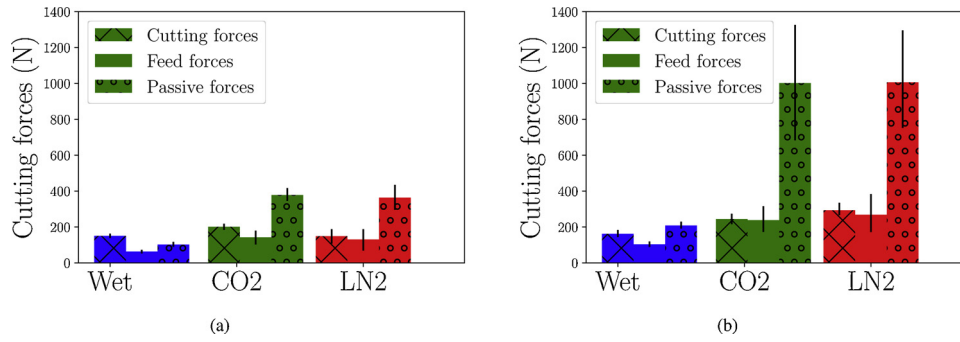 1400
1200
1000
800
600
400
200
0
Cutting forces (N)
Cutting forces
Feed forces
Passive forces
Wet
CO2
LN2
(a)
1400
1200
1000
800
600
400
200
0
Cutting forces (N)
Cutting forces
Feed forces
Passive forces
Wet
CO2
LN2
(b)